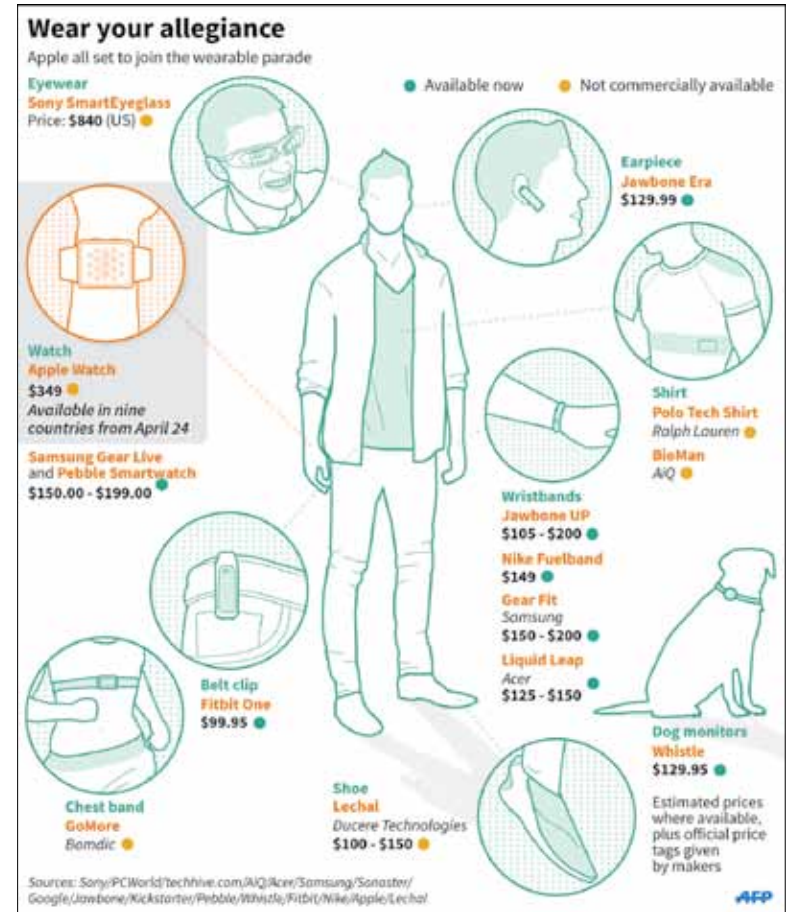 Wear your allegiance
Apple all set to join the wearable parade
Available now
Not commercially available
Eyewear
Sony SmartEyeglass
Price: $840 (US)
Earpiece
Jawbone Era
$129.99
Watch
Apple Watch
$349
Available in nine
countries from April 24
Samsung Gear Live
and Pebble Smartwatch
$150.00 - $199.00
Shirt
Polo Tech Shirt
Ralph Lauren
BioMan
AiQ
Wristbands
Jawbone UP
$105 - $200
Nike Fuelband
$149
Gear Fit
Samsung
$150 - $200
Liquid Leap
Acer
$125 - $150
Belt clip
Fitbit One
$99.95
Dog monitors
Whistle
$129.95
Estimated prices
where available,
plus official price
tags given
by makers
Chest band
GoMore
Bomdic
Shoe
Lechal
Ducere Technologies
$100 - $150
Sources: Sony/PCWorld/techhive.com/AiQ/Acer/Samsung/Sonaster/
Google/Jawbone/Kickstarter/Pebble/Whistle/Fitbit/Nike/Apple/Lechal
AFP